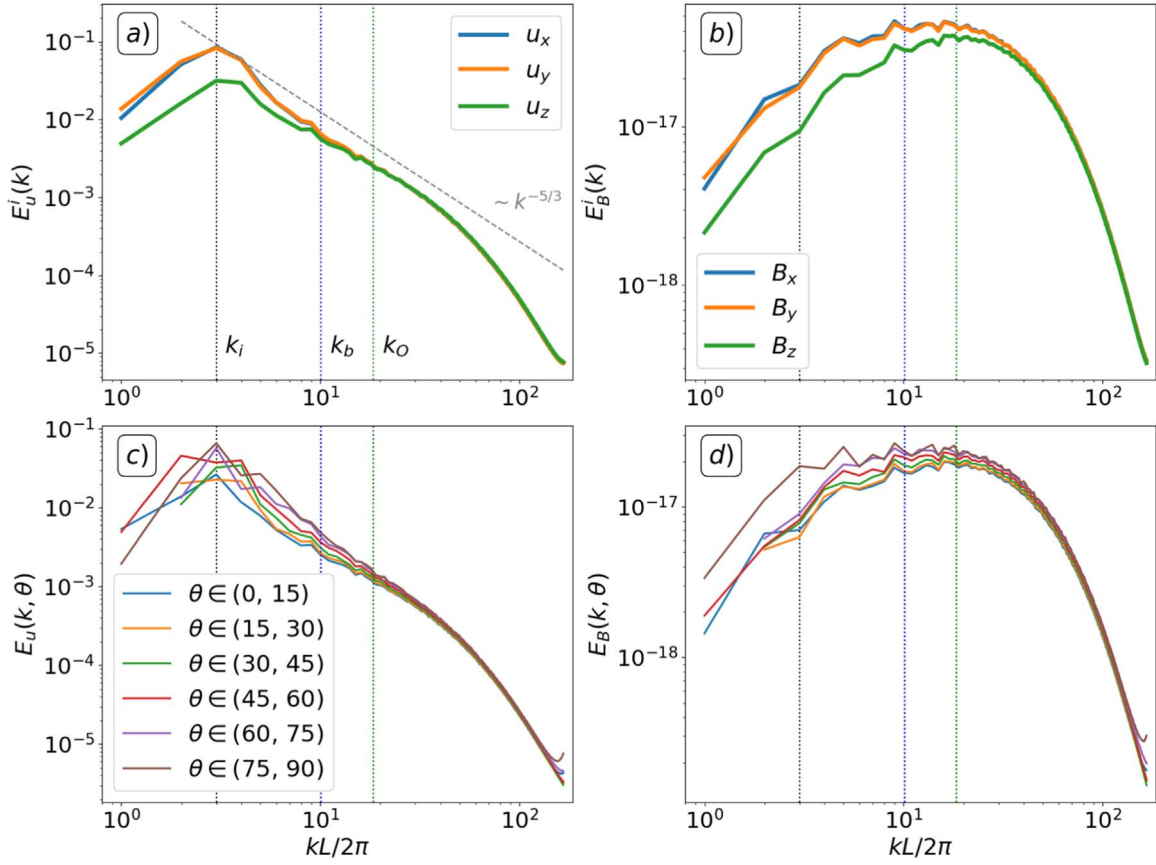 a)
u_x
u_y
u_z
~ k^{-5/3}
k_i
k_b
k_O
E_u^i(k)
10^{-1}
10^{-2}
10^{-3}
10^{-4}
10^{-5}
10^0
10^1
10^2
b)
B_x
B_y
B_z
E_B^i(k)
10^{-17}
10^{-18}
10^0
10^1
10^2
c)
θ ∈ (0, 15)
θ ∈ (15, 30)
θ ∈ (30, 45)
θ ∈ (45, 60)
θ ∈ (60, 75)
θ ∈ (75, 90)
E_u(k, θ)
10^{-1}
10^{-2}
10^{-3}
10^{-4}
10^{-5}
10^0
10^1
10^2
kL/2π
d)
E_B(k, θ)
10^{-17}
10^{-18}
10^0
10^1
10^2
kL/2π